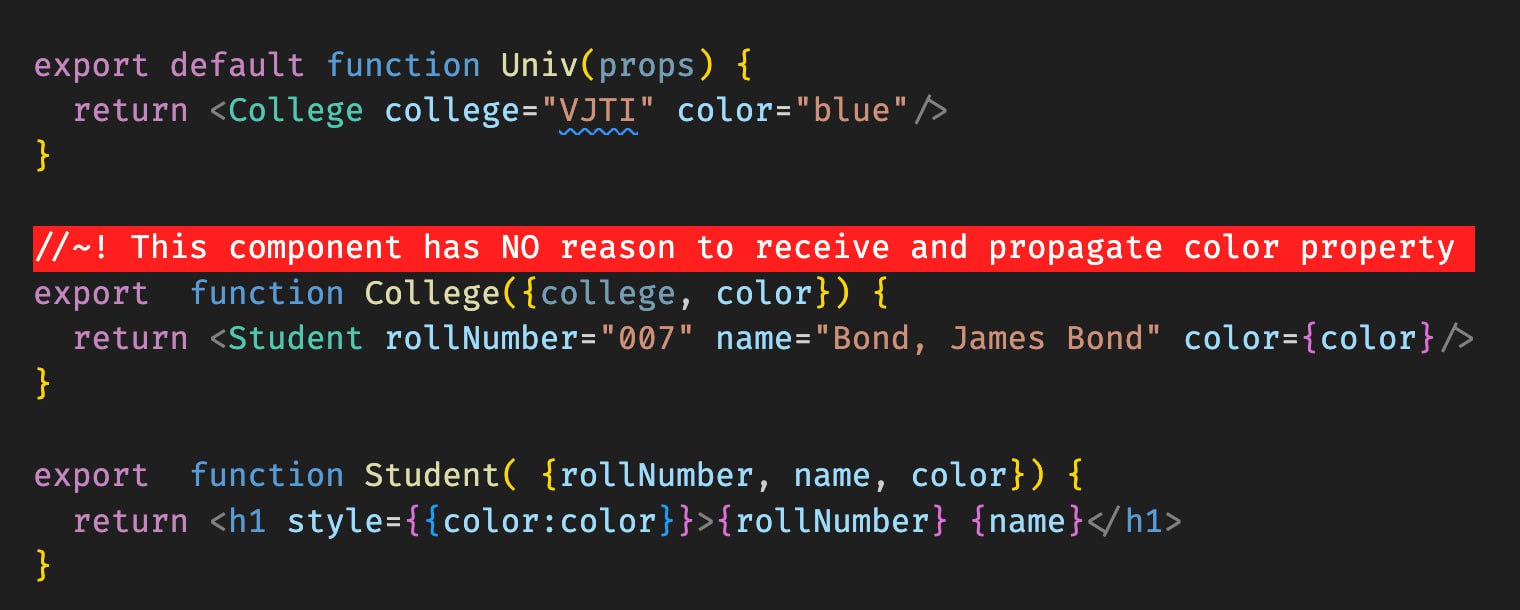 export default function Univ(props) {
  return <College college="VJTI" color="blue"/>
}
//~! This component has NO reason to receive and propagate color property
export  function College({college, color}) {
  return <Student rollNumber="007" name="Bond, James Bond" color={color}/>
}
export  function Student( {rollNumber, name, color}) {
  return <h1 style={{color:color}}>{rollNumber} {name}</h1>
}